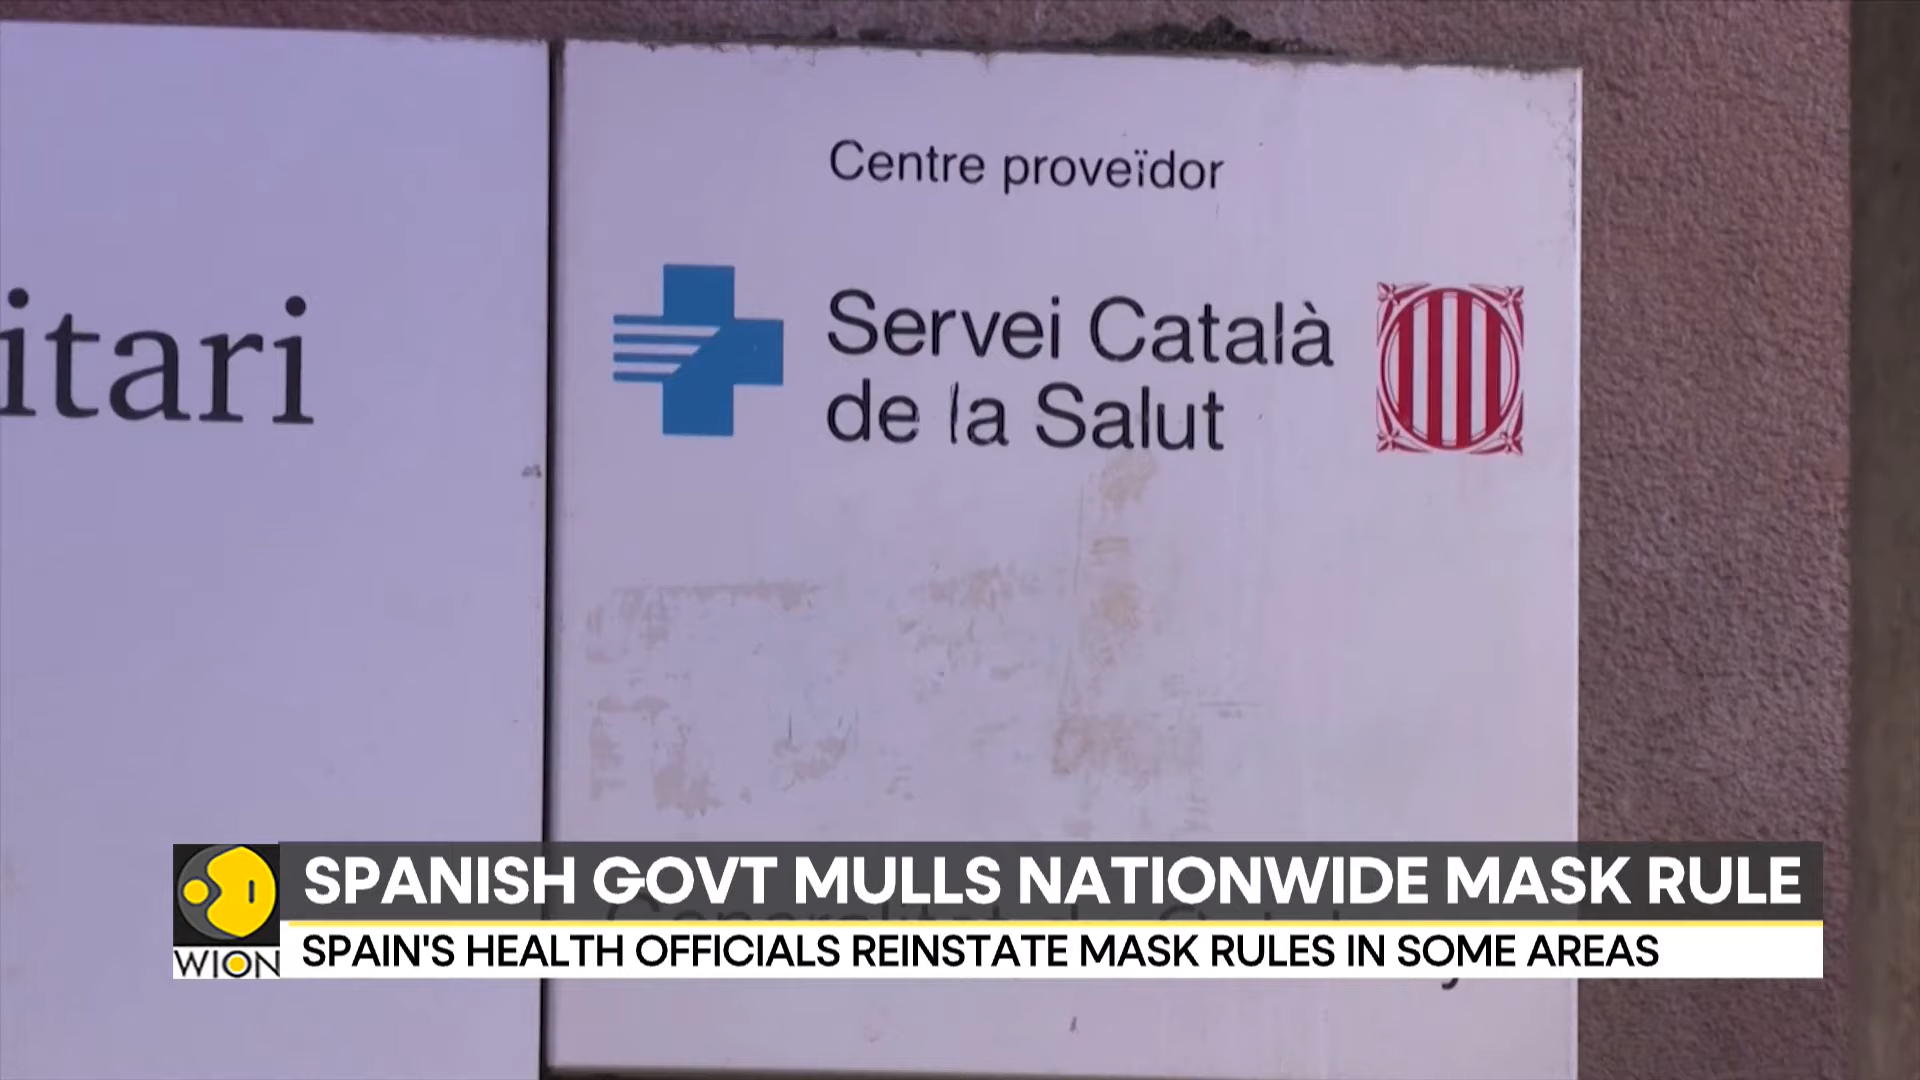 Centre proveïdor
Servei Català
de la Salut
itari
SPANISH GOVT MULLS NATIONWIDE MASK RULE
SPAIN'S HEALTH OFFICIALS REINSTATE MASK RULES IN SOME AREAS
WION